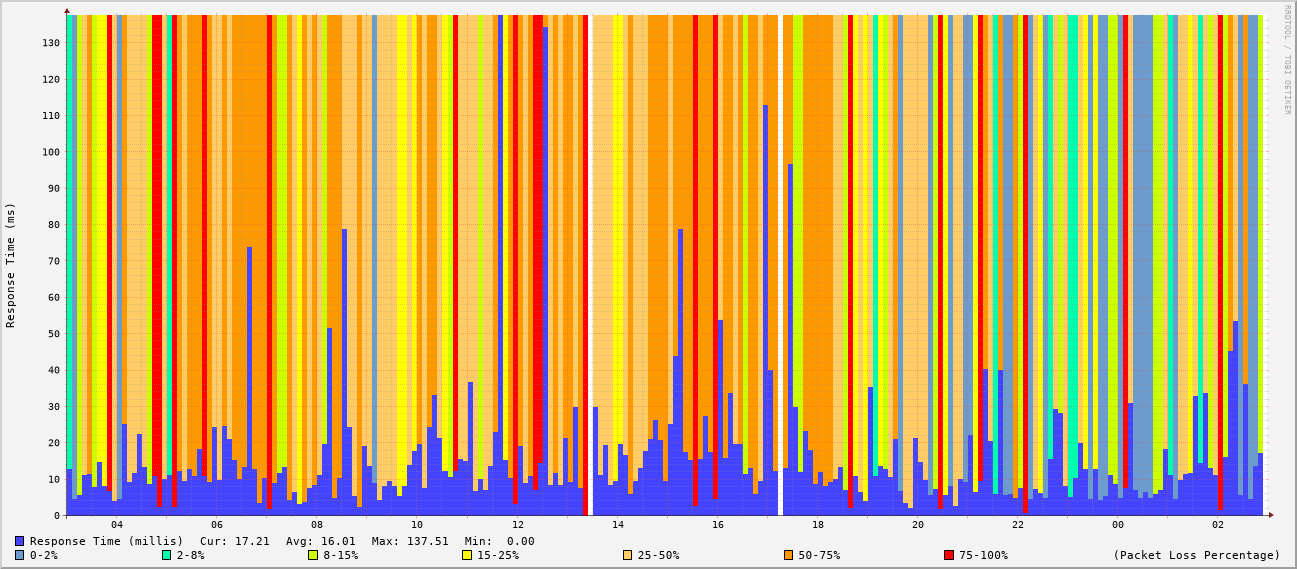 RRDTOOL / TOBI OETIKER
Response Time (ms)
130
120
110
100
90
80
70
60
50
40
30
20
10
0
04 06 08 10 12 14 16 18 20 22 00 02
Response Time (millis) Cur: 17.21 Avg: 16.01 Max: 137.51 Min: 0.00
0-2% 2-8% 8-15% 15-25% 25-50% 50-75% 75-100% (Packet Loss Percentage)